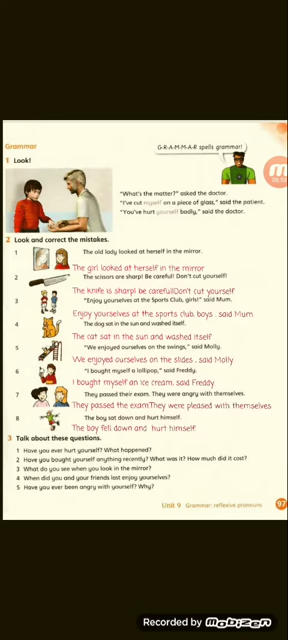 Grammar
G-R-A-M-M-A-R spells grammar!
1 Look!
"What's the matter?" asked the doctor.
"I've cut myself on a piece of glass," said the patient.
"You've hurt yourself badly," said the doctor.
2 Look and correct the mistakes.
1 The old lady looked at herself in the mirror.
The girl looked at herself in the mirror
2 The scissors are sharp! Be careful! Don't cut yourself!
The knife is sharp! be careful!Don't cut yourself
3 "Enjoy yourselves at the Sports Club, girls!" said Mum.
Enjoy yourselves at the sports club, boys . said Mum
4 The dog sat in the sun and washed itself.
The cat sat in the sun and washed itself
5 "We enjoyed ourselves on the swings," said Molly.
We enjoyed ourselves on the slides . said Molly
6 "I bought myself a lollipop," said Freddy.
I bought myself an ice cream. said Freddy
7 They passed their exam. They were angry with themselves.
They passed the exam.They were pleased with themselves
8 The boy sat down and hurt himself.
The boy fell down and hurt himself.
3 Talk about these questions.
1 Have you ever hurt yourself? What happened?
2 Have you bought yourself anything recently? What was it? How much did it cost?
3 What do you see when you look in the mirror?
4 When did you and your friends last enjoy yourselves?
5 Have you ever been angry with yourself? Why?
Unit 9 Grammar: reflexive pronouns 97
Recorded by mobizen